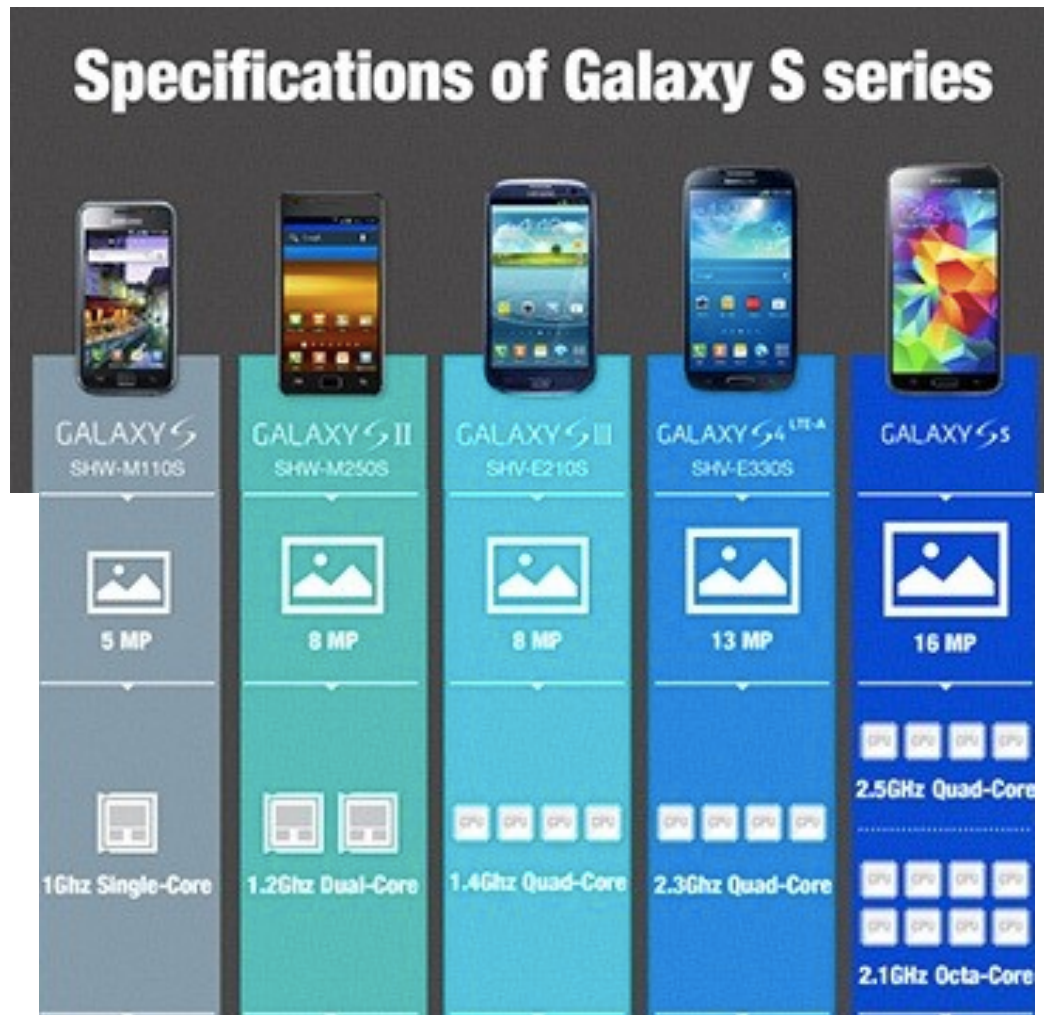 Specifications of Galaxy S series
GALAXY S
SHW-M110S
GALAXY S II
SHW-M250S
GALAXY S III
SHV-E210S
GALAXY S4 LTE-A
SHV-E330S
GALAXY S5
5 MP
8 MP
8 MP
13 MP
16 MP
1Ghz Single-Core
1.2Ghz Dual-Core
CPU CPU CPU CPU
1.4Ghz Quad-Core
CPU CPU CPU CPU
2.3Ghz Quad-Core
CPU CPU CPU CPU
2.5GHz Quad-Core
CPU CPU CPU CPU
CPU CPU CPU CPU
2.1GHz Octa-Core